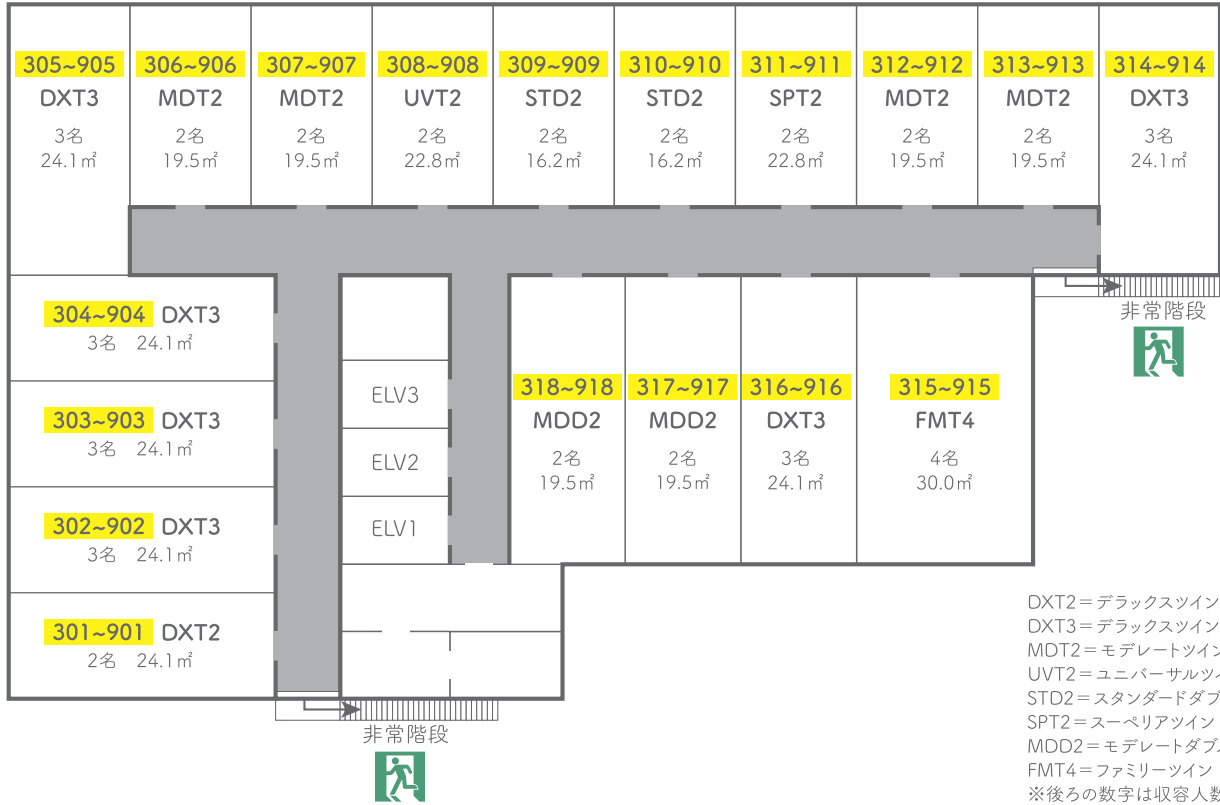 305~905
DXT3
3名
24.1㎡
306~906
MDT2
2名
19.5㎡
307~907
MDT2
2名
19.5㎡
308~908
UVT2
2名
22.8㎡
309~909
STD2
2名
16.2㎡
310~910
STD2
2名
16.2㎡
311~911
SPT2
2名
22.8㎡
312~912
MDT2
2名
19.5㎡
313~913
MDT2
2名
19.5㎡
314~914
DXT3
3名
24.1㎡
304~904 DXT3
3名 24.1㎡
303~903 DXT3
3名 24.1㎡
302~902 DXT3
3名 24.1㎡
301~901 DXT2
2名 24.1㎡
ELV3
ELV2
ELV1
318~918
MDD2
2名
19.5㎡
317~917
MDD2
2名
19.5㎡
316~916
DXT3
3名
24.1㎡
315~915
FMT4
4名
30.0㎡
非常階段
非常階段
DXT2＝デラックスツイン
DXT3＝デラックスツイン
MDT2＝モデレートツイン
UVT2＝ユニバーサルツイ
STD2＝スタンダードダブ
SPT2＝スーペリアツイン
MDD2＝モデレートダブ
FMT4＝ファミリーツイン
※後ろの数字は収容人数